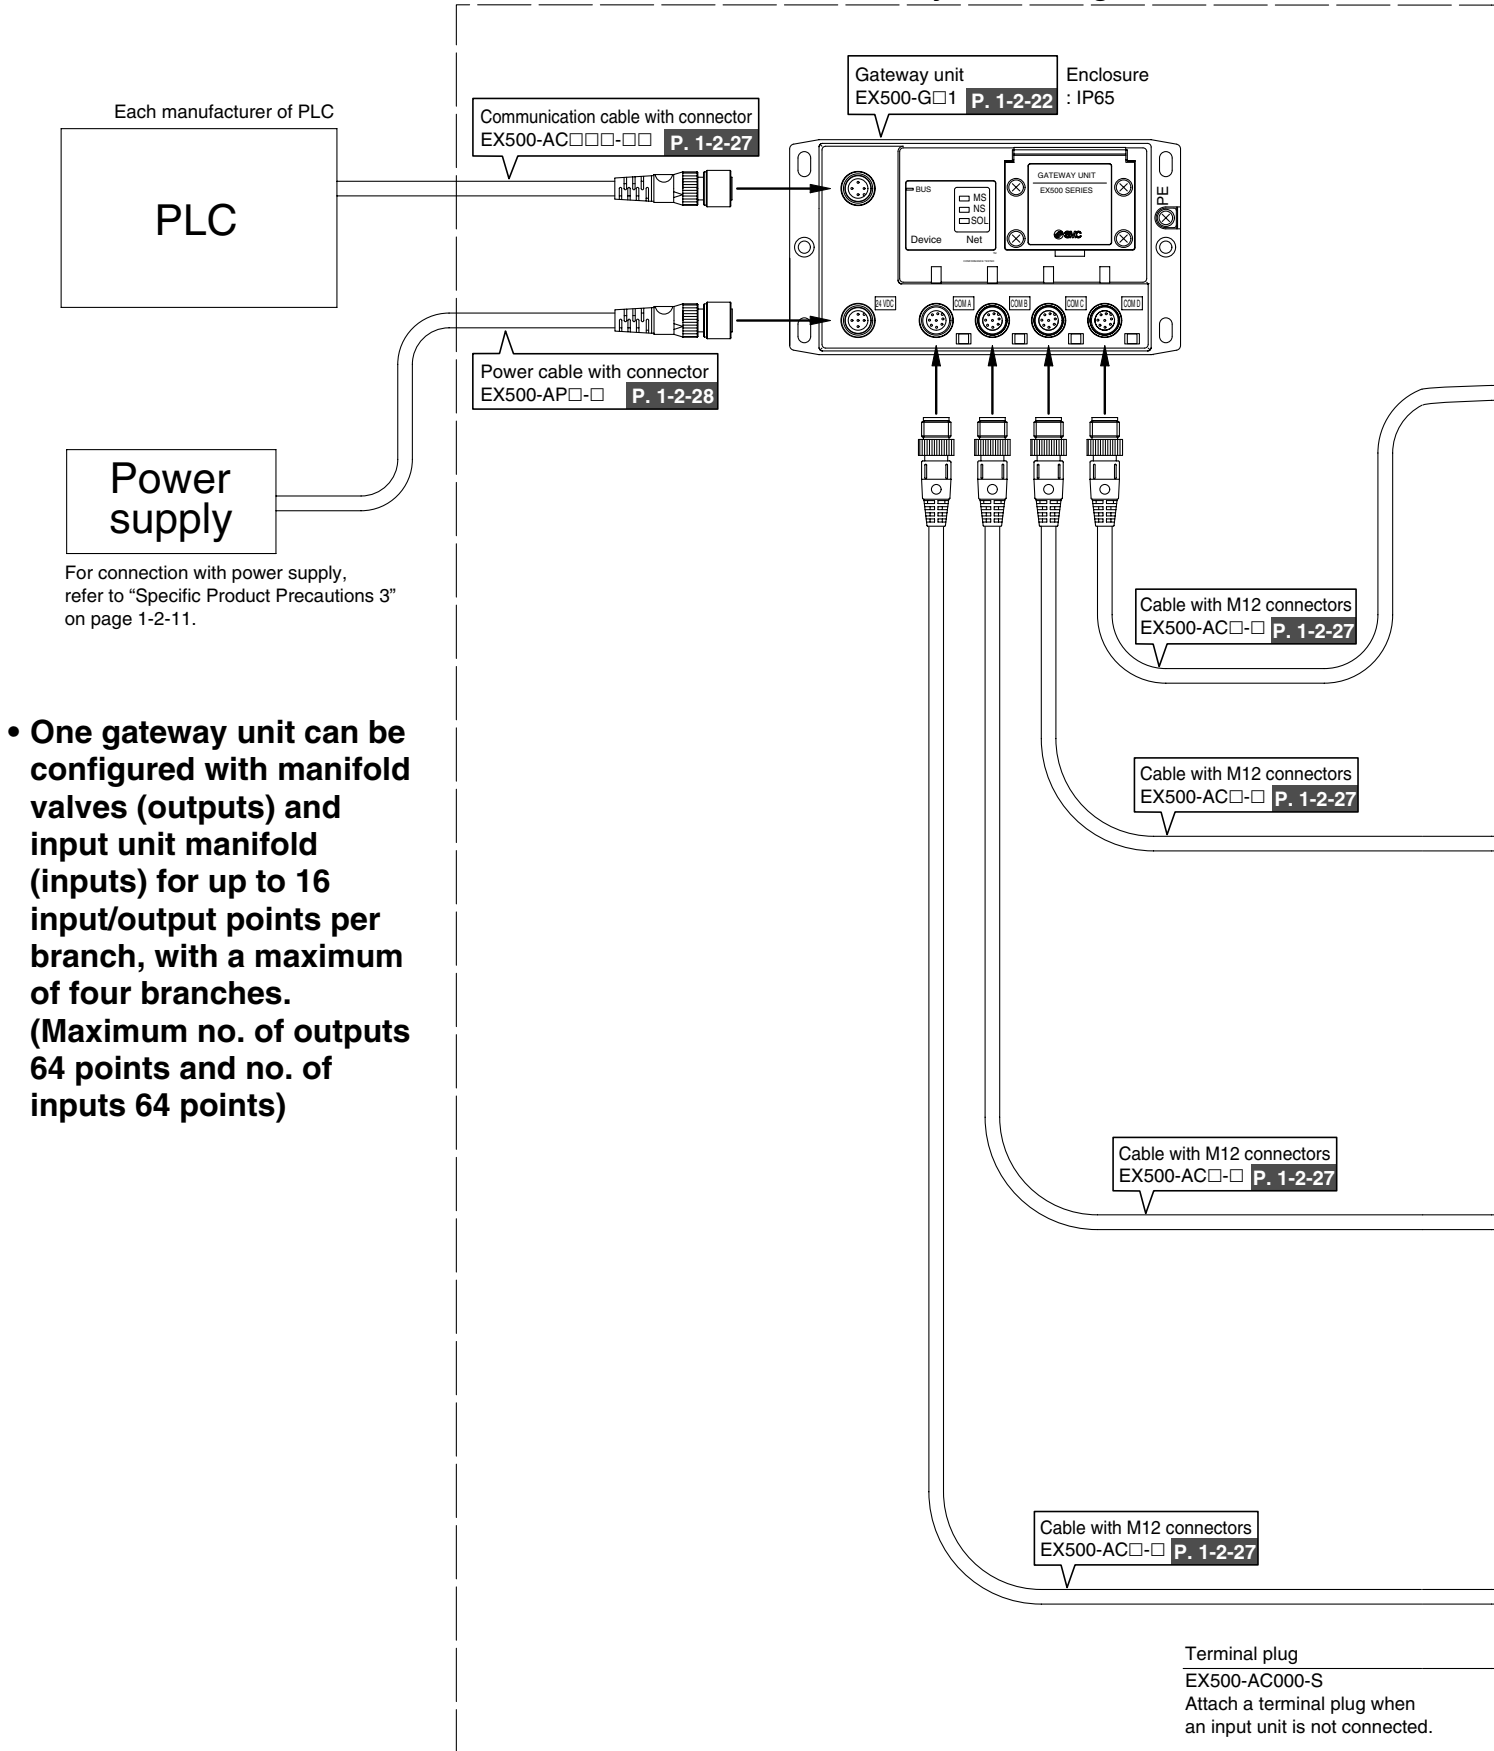 Each manufacturer of PLC
PLC
Communication cable with connector
EX500-AC□□□-□□ P. 1-2-27
Gateway unit
EX500-G□1 P. 1-2-22
Enclosure
: IP65
BUS
MS
NS
SOL
Device Net
GATEWAY UNIT
EX500 SERIES
SMC
PE
24 VDC
COM A
COM B
COM C
COM D
Power cable with connector
EX500-AP□-□ P. 1-2-28
Power
supply
For connection with power supply,
refer to “Specific Product Precautions 3”
on page 1-2-11.
Cable with M12 connectors
EX500-AC□-□ P. 1-2-27
• One gateway unit can be
configured with manifold
valves (outputs) and
input unit manifold
(inputs) for up to 16
input/output points per
branch, with a maximum
of four branches.
(Maximum no. of outputs
64 points and no. of
inputs 64 points)
Cable with M12 connectors
EX500-AC□-□ P. 1-2-27
Cable with M12 connectors
EX500-AC□-□ P. 1-2-27
Cable with M12 connectors
EX500-AC□-□ P. 1-2-27
Terminal plug
EX500-AC000-S
Attach a terminal plug when
an input unit is not connected.